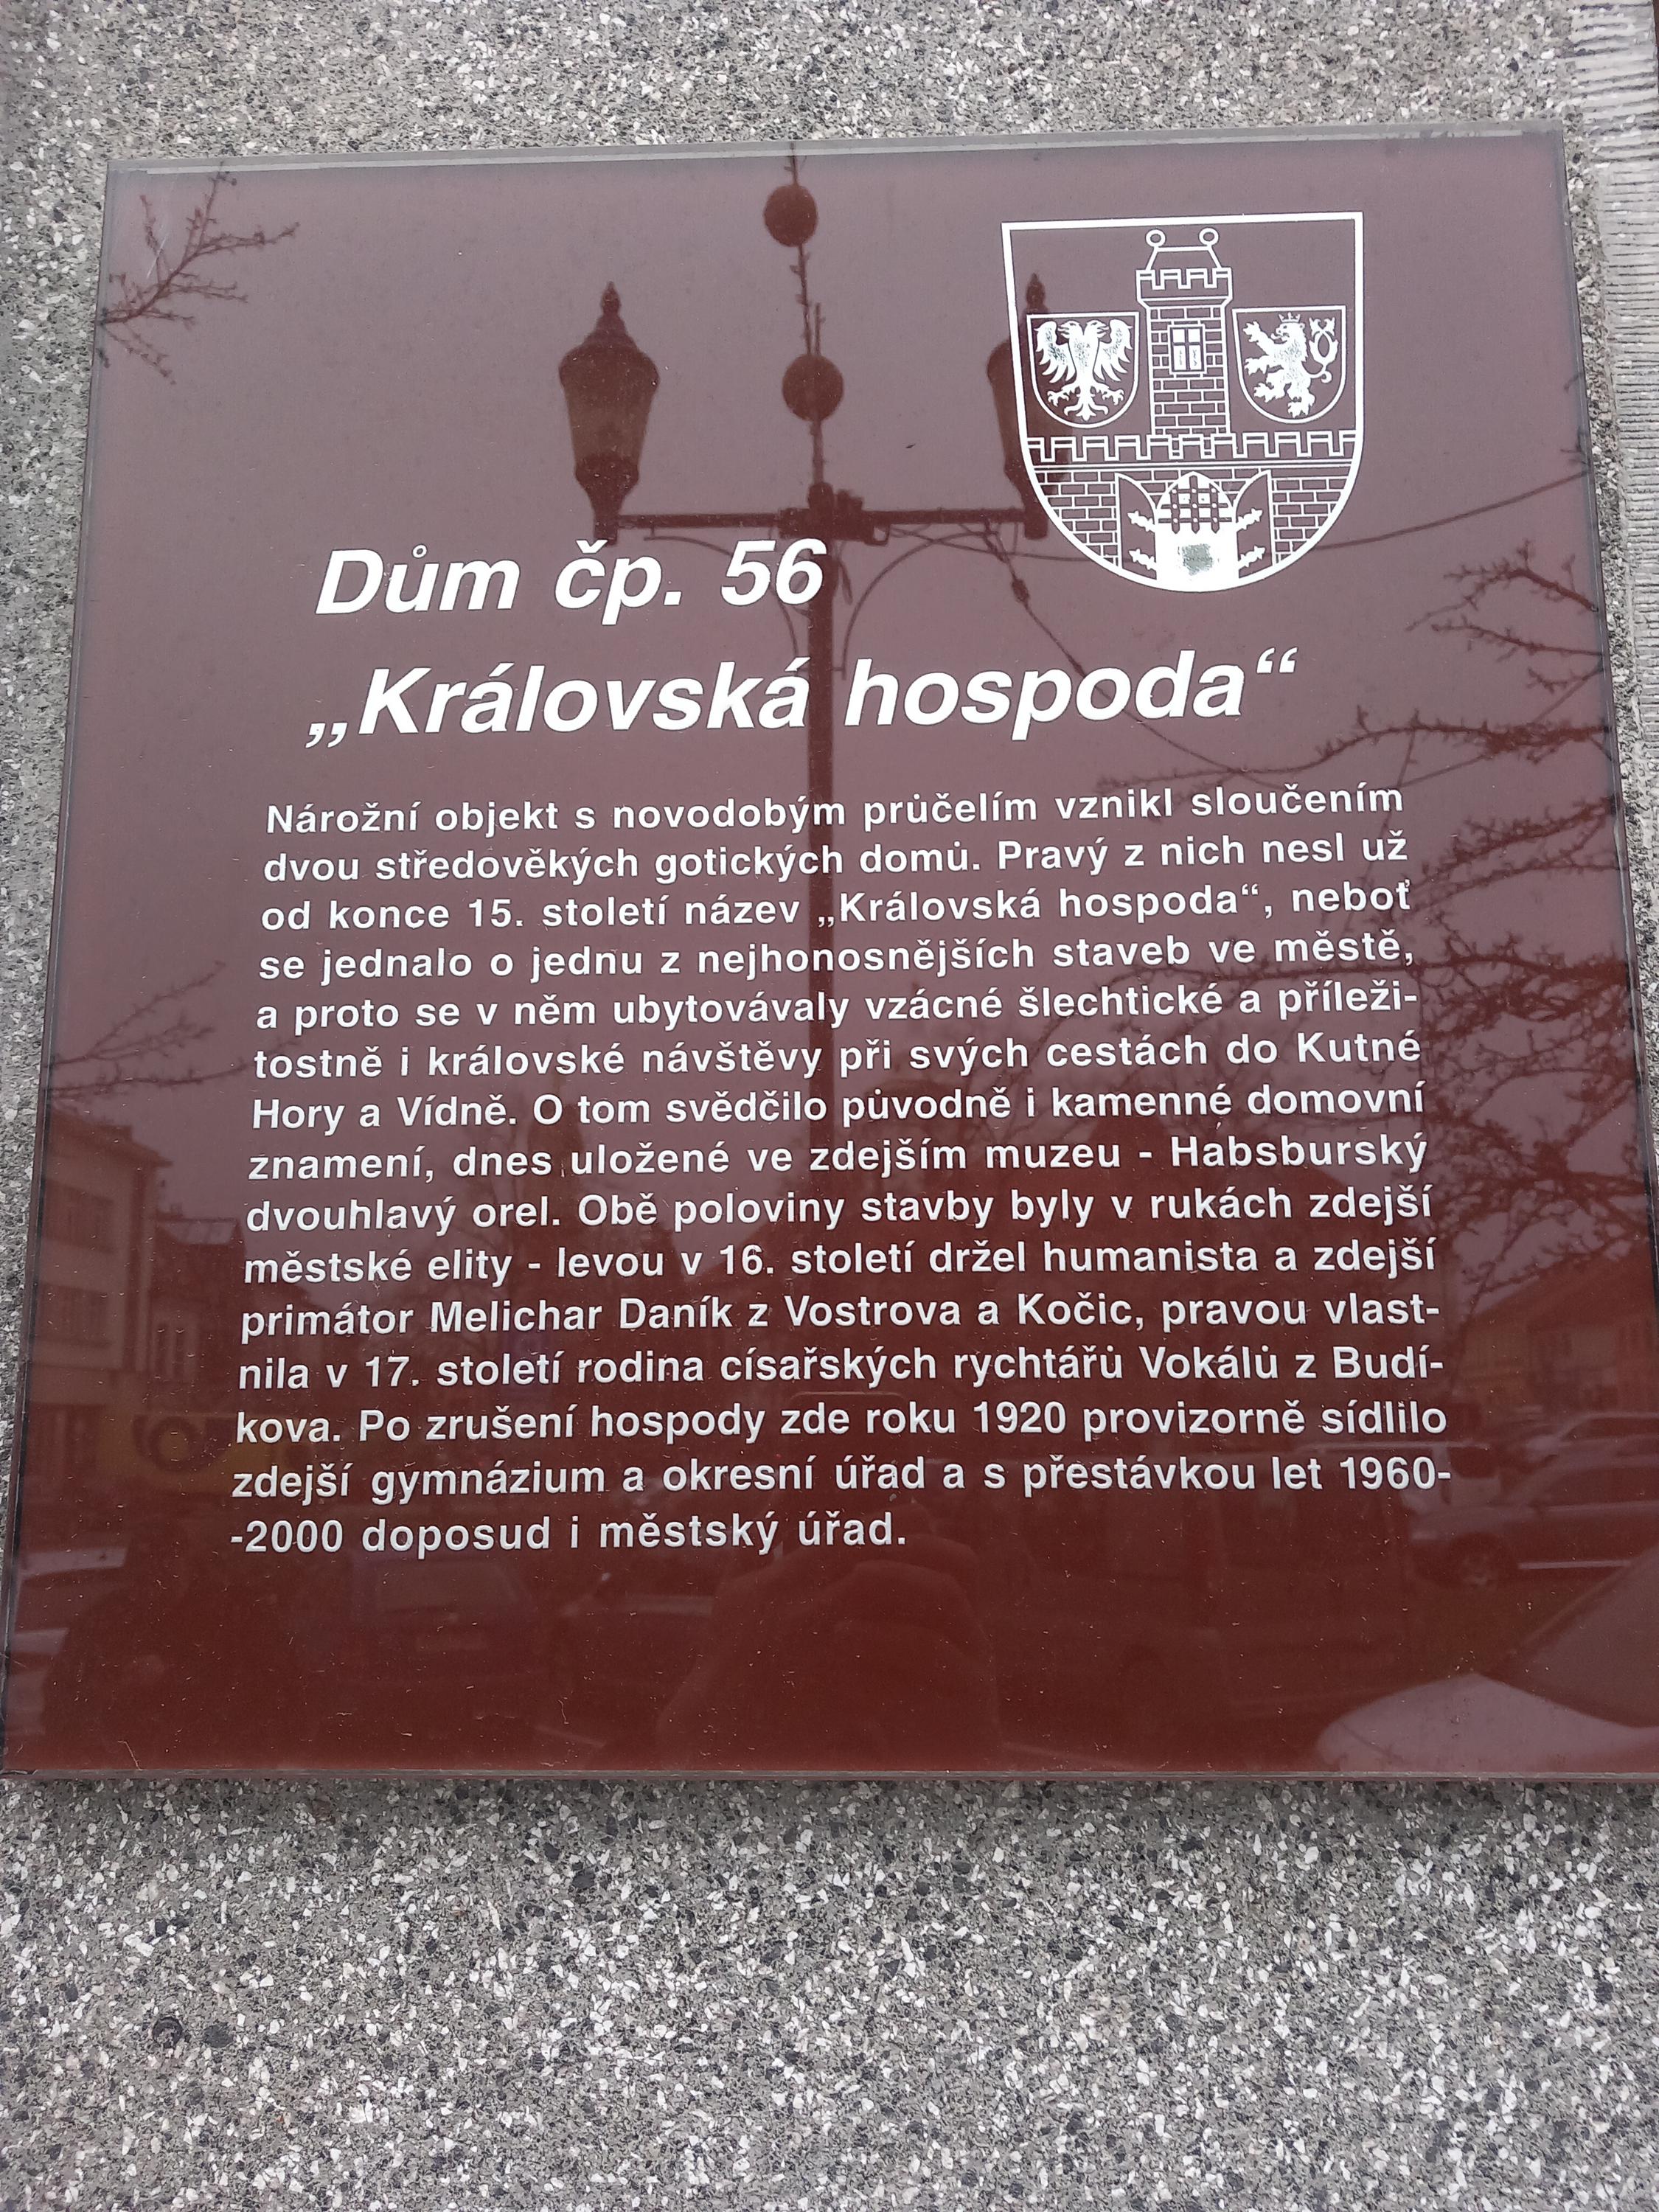 Dům čp. 56
„Královská hospoda“
Nárožní objekt s novodobým průčelím vznikl sloučením
dvou středověkých gotických domů. Pravý z nich nesl už
od konce 15. století název „Královská hospoda“, neboť
se jednalo o jednu z nejhonosnějších staveb ve městě,
a proto se v něm ubytovávaly vzácné šlechtické a příleži-
tostně i královské návštěvy při svých cestách do Kutné
Hory a Vídně. O tom svědčilo původně i kamenné domovní
znamení, dnes uložené ve zdejším muzeu - Habsburský
dvouhlavý orel. Obě poloviny stavby byly v rukách zdejší
městské elity - levou v 16. století držel humanista a zdejší
primátor Melichar Daník z Vostrova a Kočic, pravou vlast-
nila v 17. století rodina císařských rychtářů Vokálů z Budí-
kova. Po zrušení hospody zde roku 1920 provizorně sídlilo
zdejší gymnázium a okresní úřad a s přestávkou let 1960-
-2000 doposud i městský úřad.